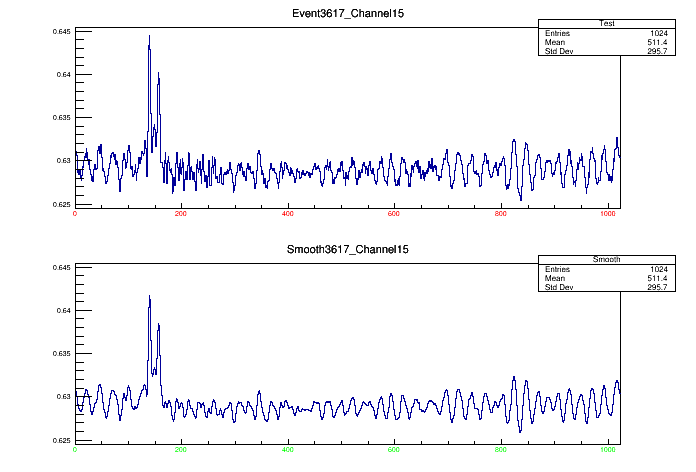 Event3617_Channel15
Test
Entries 1024
Mean 511.4
Std Dev 295.7
0.645
0.64
0.635
0.63
0.625
0 200 400 600 800 1000
Smooth3617_Channel15
Smooth
Entries 1024
Mean 511.4
Std Dev 295.7
0.645
0.64
0.635
0.63
0.625
0 200 400 600 800 1000